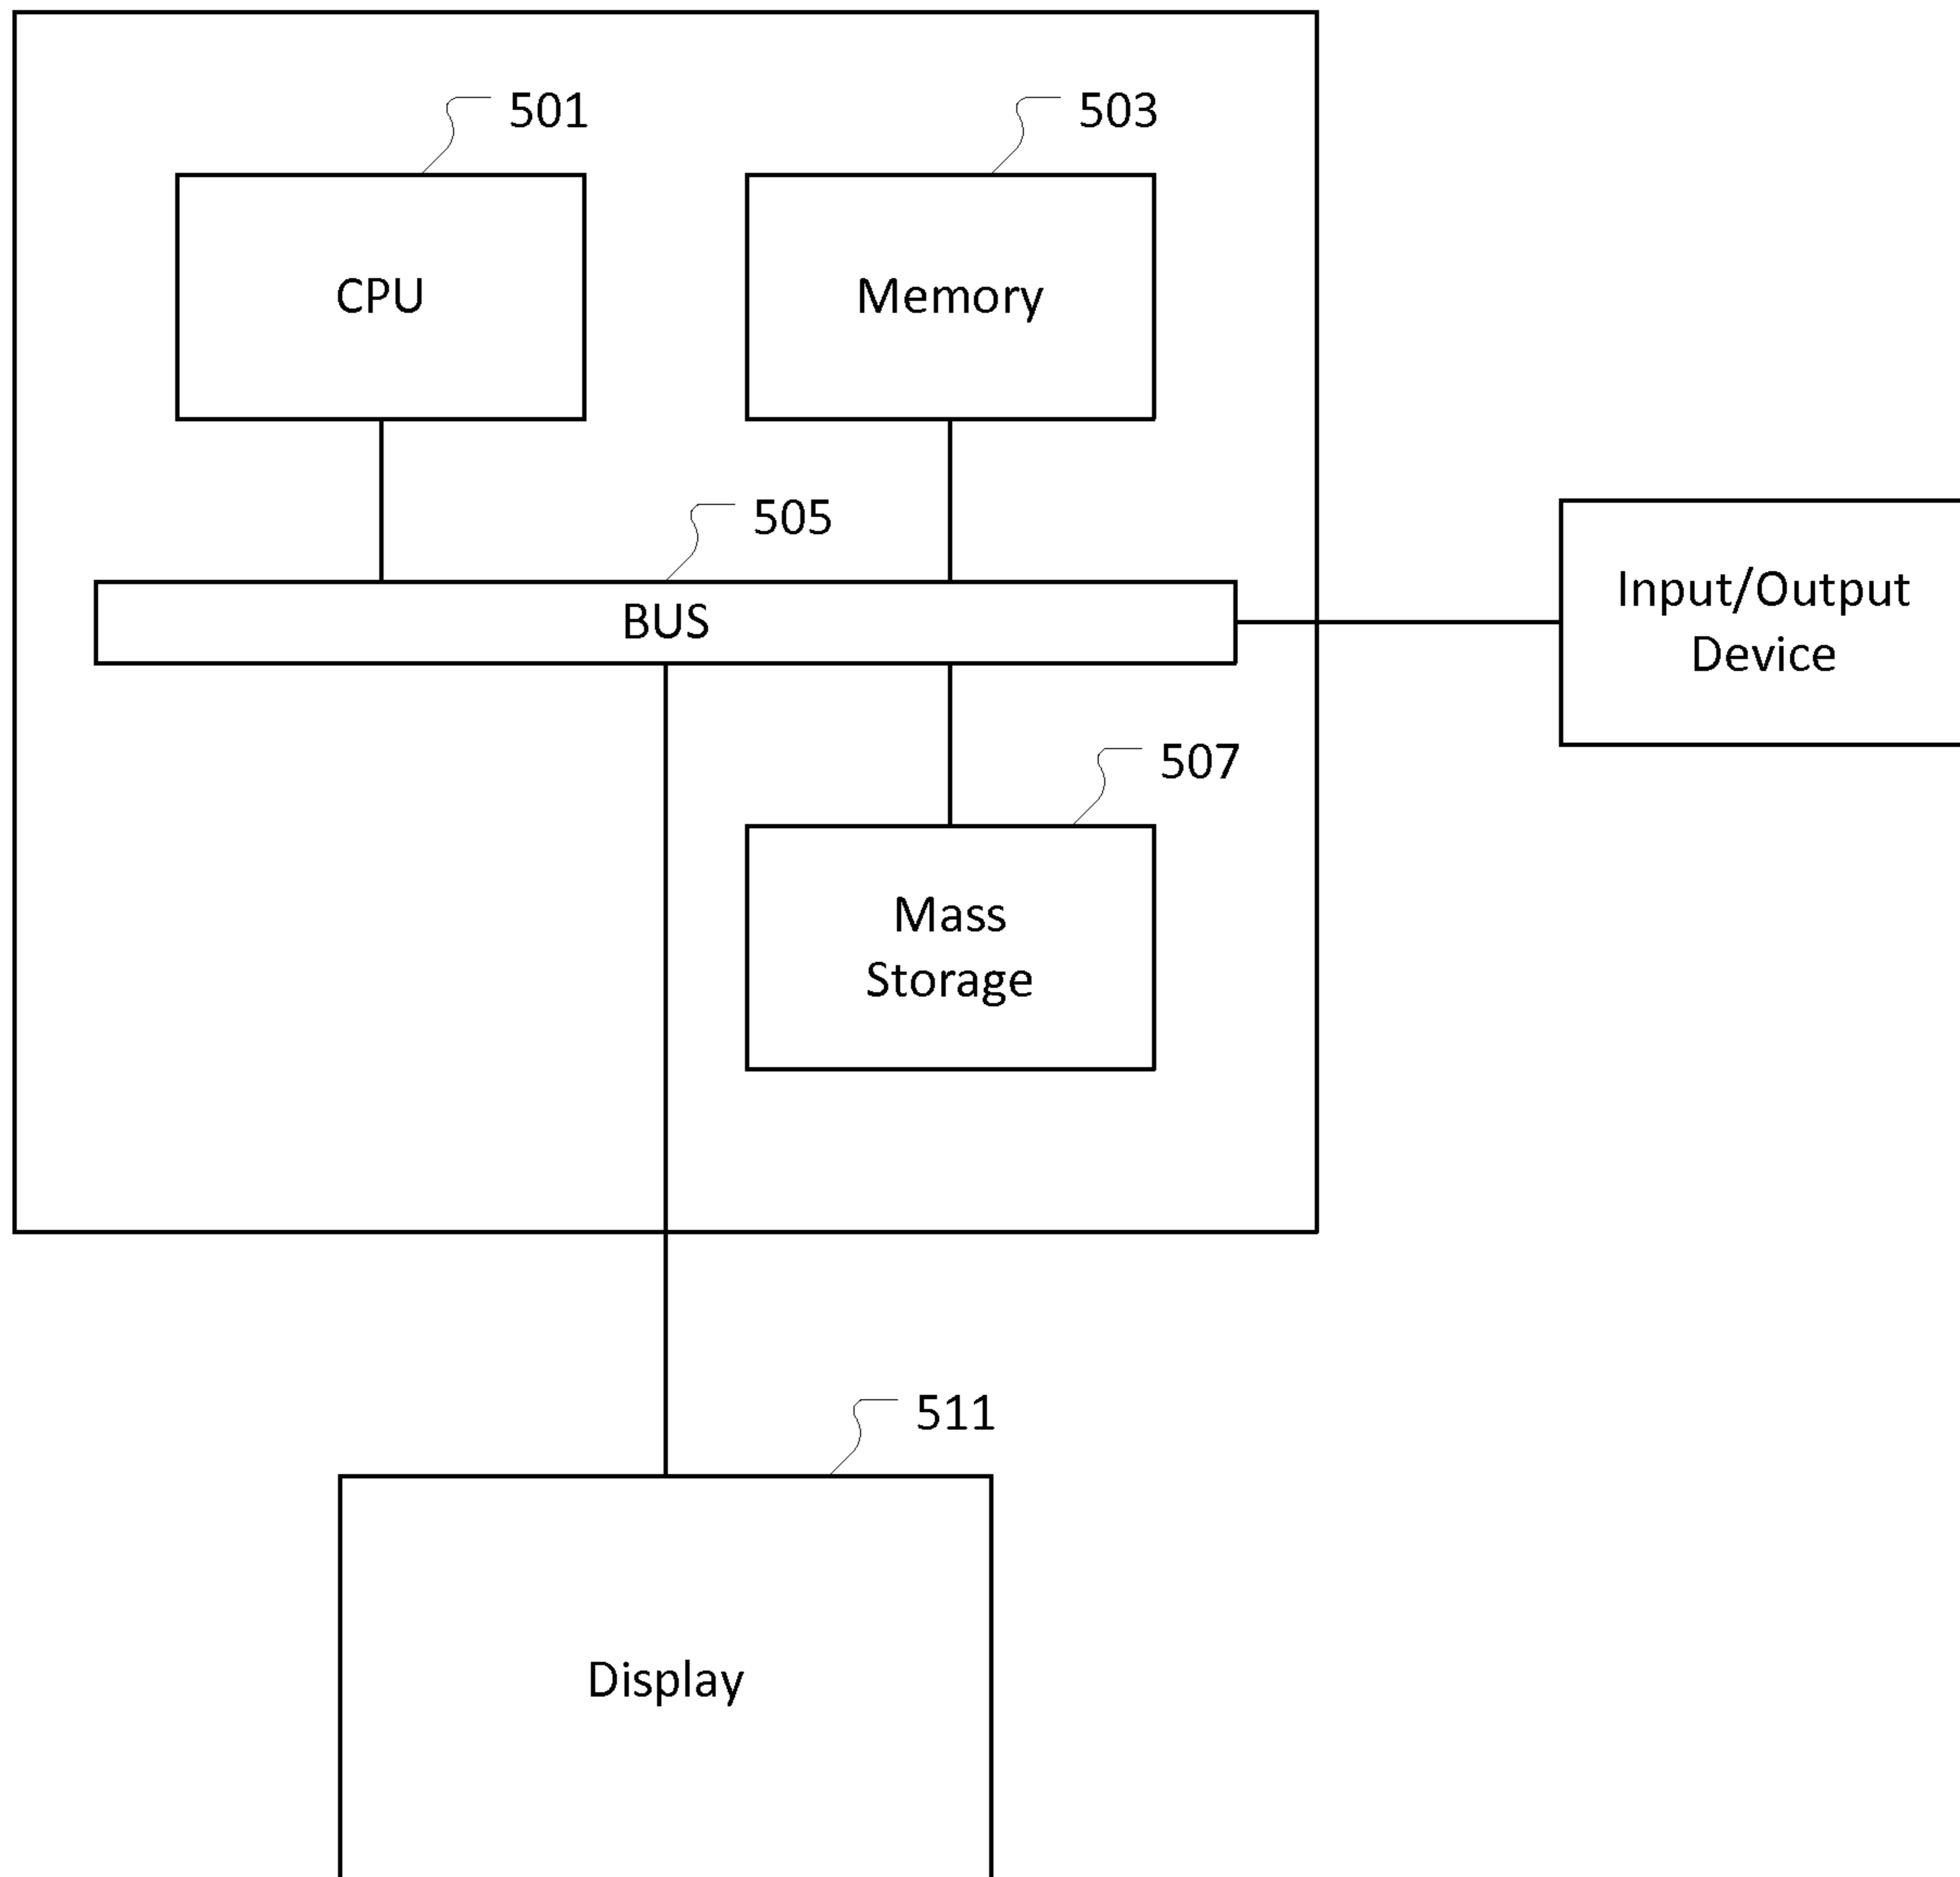 501
503
CPU
Memory
505
BUS
Input/Output
Device
507
Mass
Storage
511
Display